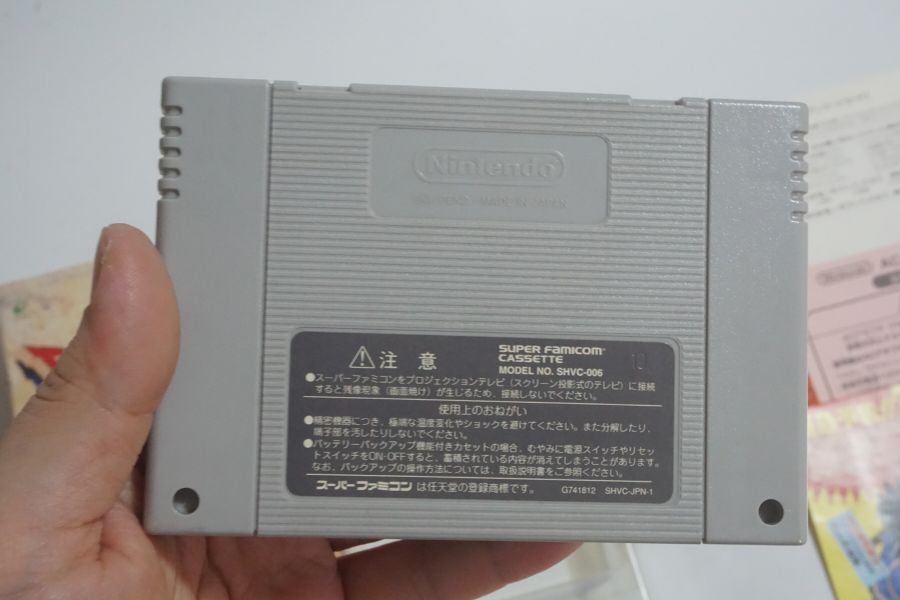 Nintendo
PAT. PEND. MADE IN JAPAN
⚠注意
SUPER FAMICOM
CASSETTE
MODEL NO. SHVC-006
●スーパーファミコンをプロジェクションテレビ（スクリーン投影式のテレビ）に接続
すると残像現象（画面焼け）が生じるため、接続しないでください。
使用上のおねがい
●精密機器につき、極端な温度変化やショックを避けてください。また分解したり、
端子部を汚したりしないでください。
●バッテリーバックアップ機能付きカセットの場合、むやみに電源スイッチやリセッ
トスイッチをON-OFFすると、蓄積されている内容が消えてしまうことがあります。
なお、バックアップの操作方法については、取扱説明書をご参照ください。
スーパーファミコンは任天堂の登録商標です。
G741812 SHVC-JPN-1
Nintendo